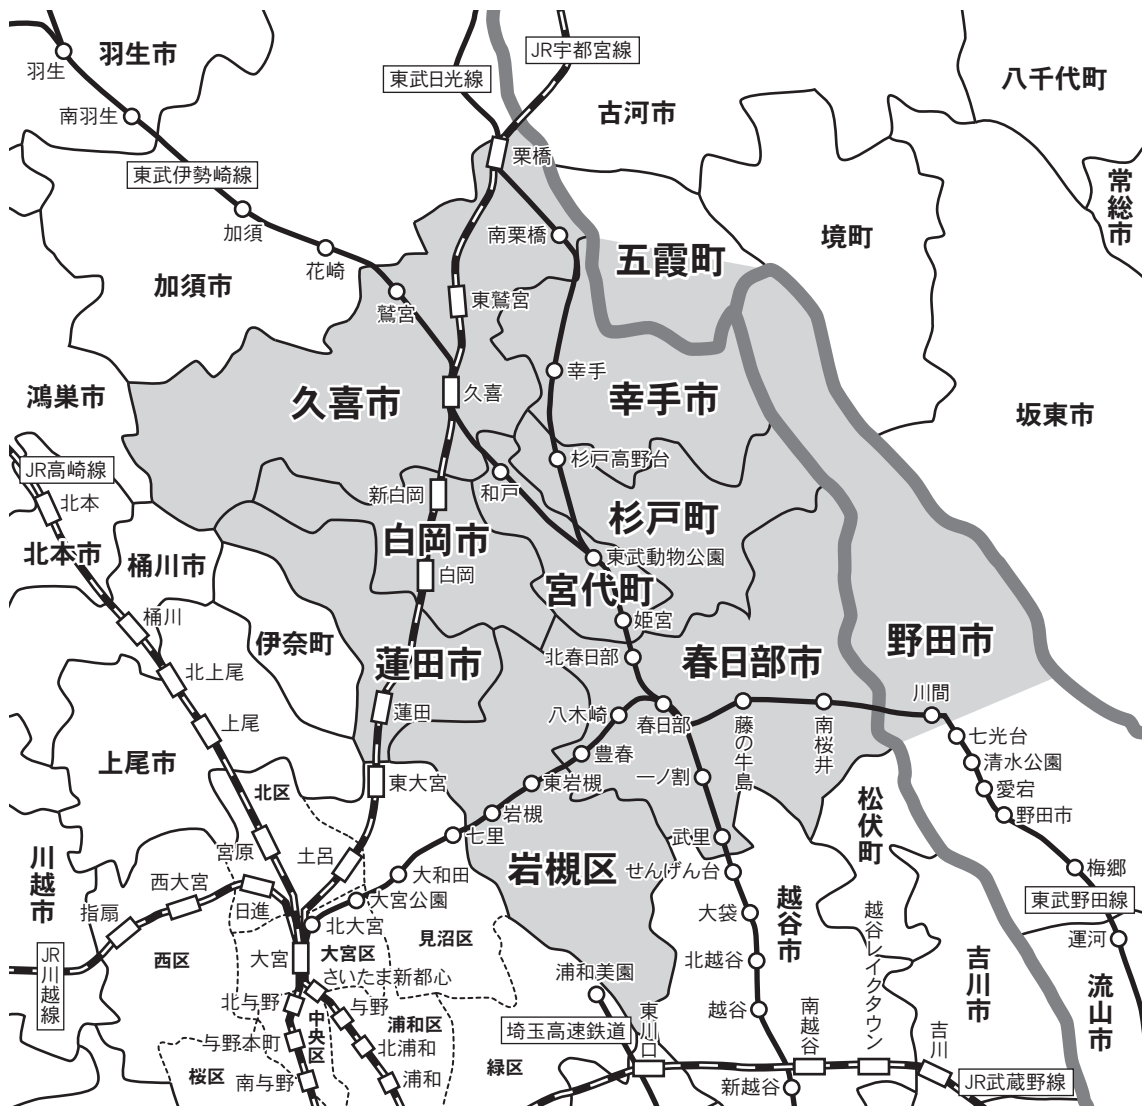 羽生市
羽生
南羽生
東武伊勢崎線
加須
花崎
加須市
鷲宮
東武日光線
JR宇都宮線
古河市
八千代町
常総市
栗橋
南栗橋
五霞町
境町
東鷲宮
鴻巣市
久喜市
久喜
幸手
幸手市
坂東市
JR高崎線
北本
北本市
桶川市
新白岡
和戸
杉戸高野台
杉戸町
白岡市
白岡
東武動物公園
宮代町
姫宮
桶川
伊奈町
北上尾
上尾
上尾市
蓮田市
蓮田
北春日部
春日部市
野田市
八木崎
春日部
藤の牛島
南桜井
川間
七光台
清水公園
愛宕
野田市
豊春
一ノ割
東岩槻
岩槻
七里
東大宮
北区
宮原
土呂
武里
せんげん台
松伏町
岩槻区
川越市
西大宮
指扇
日進
大和田
大宮公園
北大宮
大宮
大宮区
見沼区
西区
JR川越線
さいたま新都心
北与野
与野
与野本町
中央区
浦和区
北浦和
桜区
南与野
浦和
緑区
浦和美園
埼玉高速鉄道
東川口
大袋
北越谷
越谷
越谷市
南越谷
新越谷
越谷レイクタウン
吉川
吉川市
JR武蔵野線
梅郷
東武野田線
運河
流山市